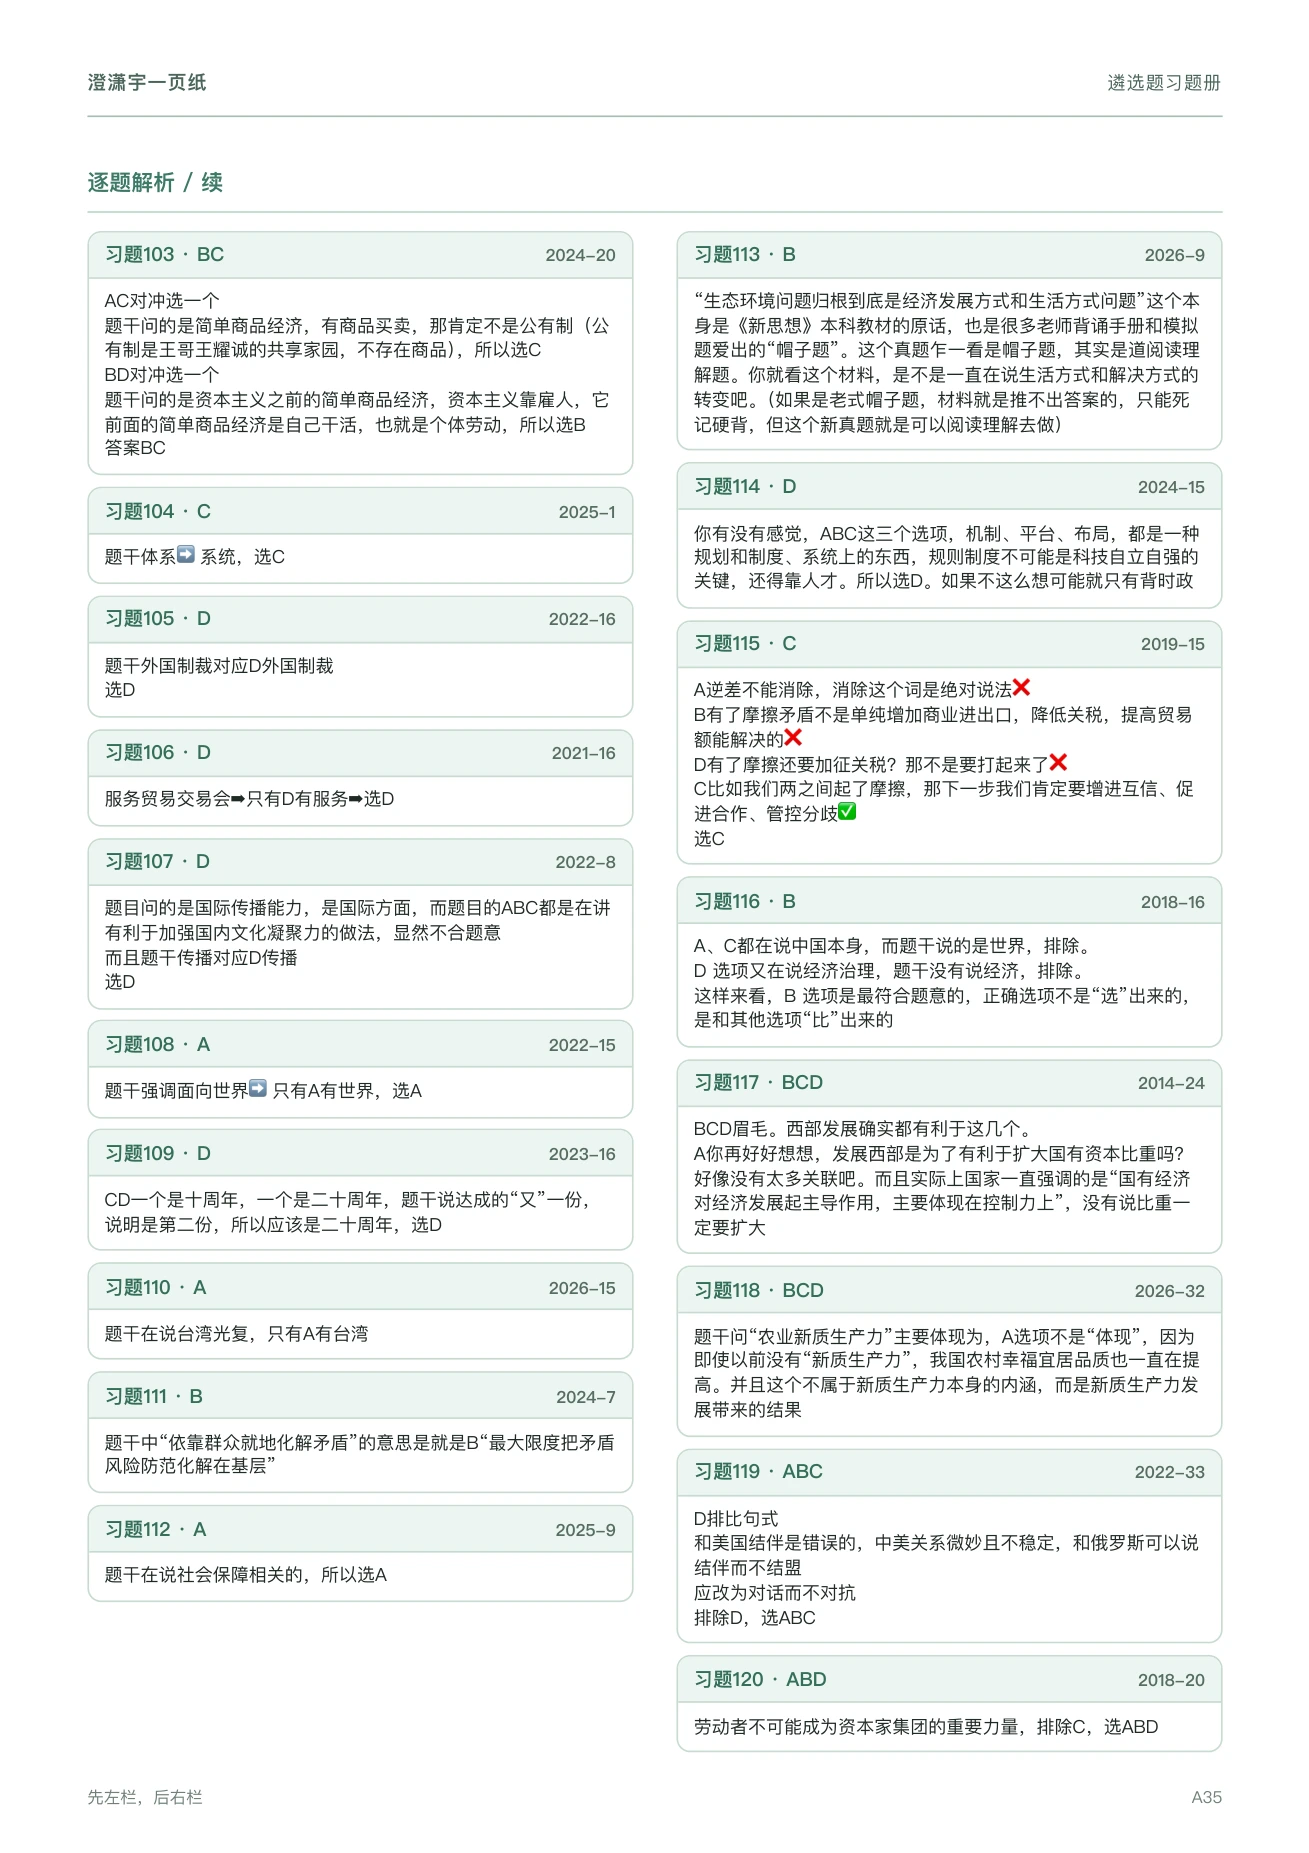 澄潇宇一页纸
遴选题习题册
逐题解析 / 续
习题103 · BC
2024–20
AC对冲选一个
题干问的是简单商品经济，有商品买卖，那肯定不是公有制（公
有制是王哥王耀诚的共享家园，不存在商品），所以选C
BD对冲选一个
题干问的是资本主义之前的简单商品经济，资本主义靠雇人，它
前面的简单商品经济是自己干活，也就是个体劳动，所以选B
答案BC
习题104 · C
2025–1
题干体系➡️ 系统，选C
习题105 · D
2022–16
题干外国制裁对应D外国制裁
选D
习题106 · D
2021–16
服务贸易交易会➡只有D有服务➡选D
习题107 · D
2022–8
题目问的是国际传播能力，是国际方面，而题目的ABC都是在讲
有利于加强国内文化凝聚力的做法，显然不合题意
而且题干传播对应D传播
选D
习题108 · A
2022–15
题干强调面向世界➡️ 只有A有世界，选A
习题109 · D
2023–16
CD一个是十周年，一个是二十周年，题干说达成的“又”一份，
说明是第二份，所以应该是二十周年，选D
习题110 · A
2026–15
题干在说台湾光复，只有A有台湾
习题111 · B
2024–7
题干中“依靠群众就地化解矛盾”的意思是就是B“最大限度把矛盾
风险防范化解在基层”
习题112 · A
2025–9
题干在说社会保障相关的，所以选A
习题113 · B
2026–9
“生态环境问题归根到底是经济发展方式和生活方式问题”这个本
身是《新思想》本科教材的原话，也是很多老师背诵手册和模拟
题爱出的“帽子题”。这个真题乍一看是帽子题，其实是道阅读理
解题。你就看这个材料，是不是一直在说生活方式和解决方式的
转变吧。（如果是老式帽子题，材料就是推不出答案的，只能死
记硬背，但这个新真题就是可以阅读理解去做）
习题114 · D
2024–15
你有没有感觉，ABC这三个选项，机制、平台、布局，都是一种
规划和制度、系统上的东西，规则制度不可能是科技自立自强的
关键，还得靠人才。所以选D。如果不这么想可能就只有背时政
习题115 · C
2019–15
A逆差不能消除，消除这个词是绝对说法❌
B有了摩擦矛盾不是单纯增加商业进出口，降低关税，提高贸易
额能解决的❌
D有了摩擦还要加征关税？那不是要打起来了❌
C比如我们两之间起了摩擦，那下一步我们肯定要增进互信、促
进合作、管控分歧✅
选C
习题116 · B
2018–16
A、C都在说中国本身，而题干说的是世界，排除。
D 选项又在说经济治理，题干没有说经济，排除。
这样来看，B 选项是最符合题意的，正确选项不是“选”出来的，
是和其他选项“比”出来的
习题117 · BCD
2014–24
BCD眉毛。西部发展确实都有利于这几个。
A你再好好想想，发展西部是为了有利于扩大国有资本比重吗？
好像没有太多关联吧。而且实际上国家一直强调的是“国有经济
对经济发展起主导作用，主要体现在控制力上”，没有说比重一
定要扩大
习题118 · BCD
2026–32
题干问“农业新质生产力”主要体现为，A选项不是“体现”，因为
即使以前没有“新质生产力”，我国农村幸福宜居品质也一直在提
高。并且这个不属于新质生产力本身的内涵，而是新质生产力发
展带来的结果
习题119 · ABC
2022–33
D排比句式
和美国结伴是错误的，中美关系微妙且不稳定，和俄罗斯可以说
结伴而不结盟
应改为对话而不对抗
排除D，选ABC
习题120 · ABD
2018–20
劳动者不可能成为资本家集团的重要力量，排除C，选ABD
先左栏，后右栏
A35